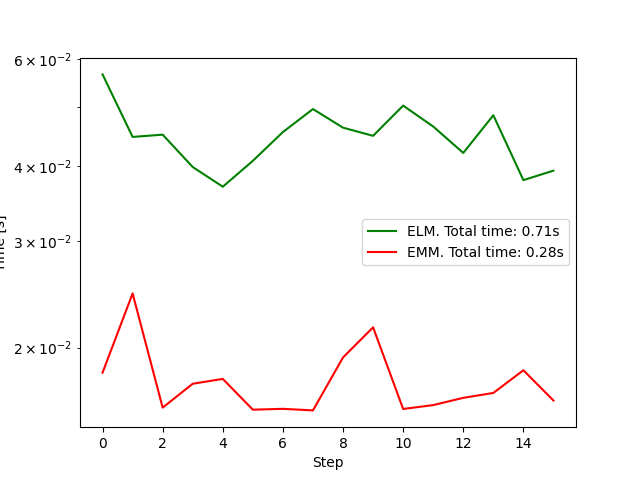 6 × 10⁻²
4 × 10⁻²
3 × 10⁻²
2 × 10⁻²
Time [s]
ELM. Total time: 0.71s
EMM. Total time: 0.28s
0 2 4 6 8 10 12 14
Step